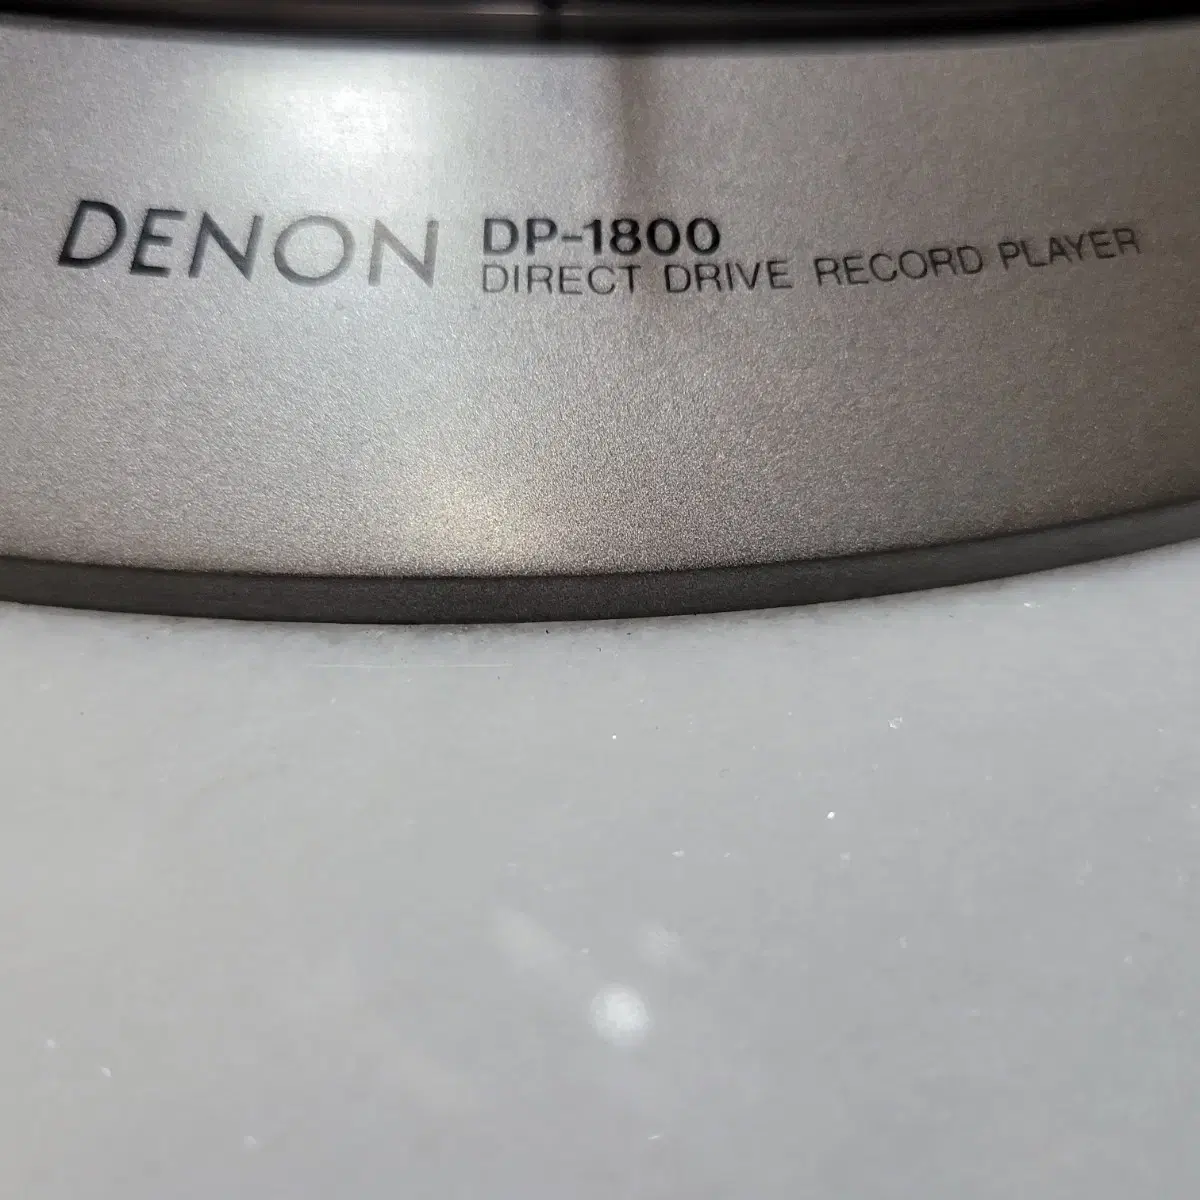 DENON DP-1800
DIRECT DRIVE RECORD PLAYER